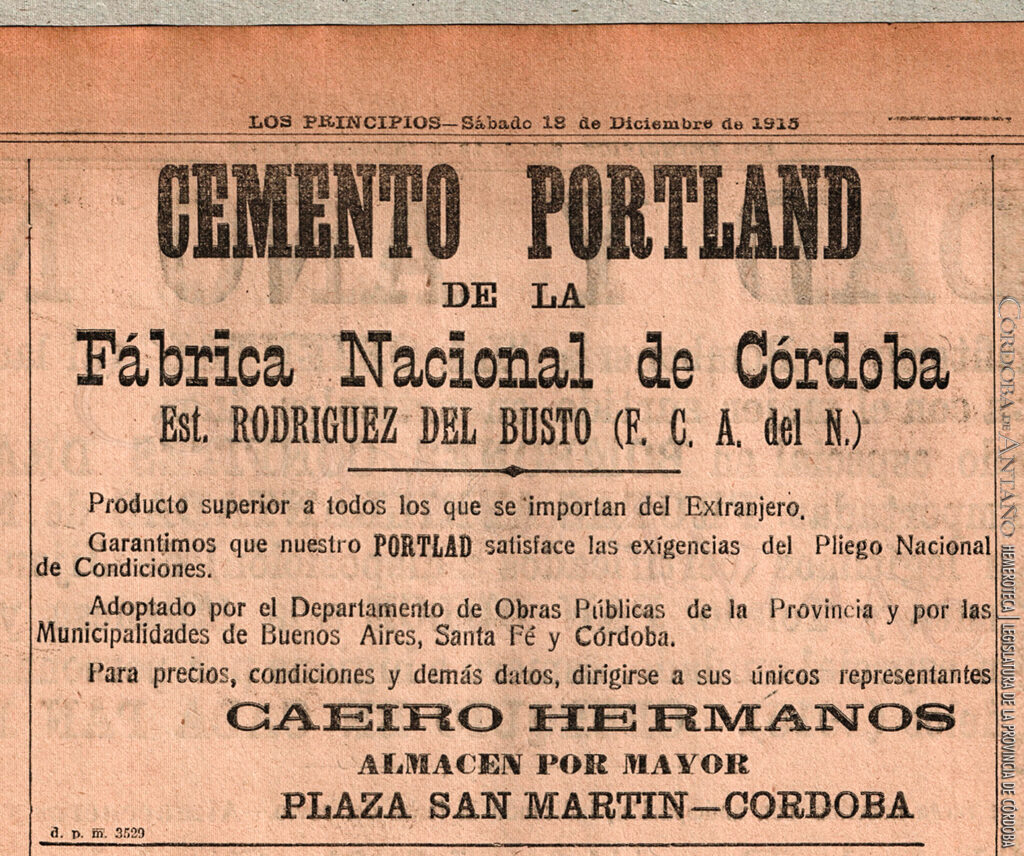 LOS PRINCIPIOS—Sábado 18 de Diciembre de 1915
CEMENTO PORTLAND
DE LA
Fábrica Nacional de Córdoba
Est. RODRIGUEZ DEL BUSTO (F. C. A. del N.)
Producto superior a todos los que se importan del Extranjero.
Garantimos que nuestro PORTLAD satisface las exígencias del Pliego Nacional
de Condiciones.
Adoptado por el Departamento de Obras Públicas de la Provincia y por las
Municipalidades de Buenos Aires, Santa Fé y Córdoba.
Para precios, condiciones y demás datos, dirigirse a sus únicos representantes
CAEIRO HERMANOS
ALMACEN POR MAYOR
PLAZA SAN MARTIN—CORDOBA
d. p. m. 3529
CÓRDOBA DE ANTAÑO HEMEROTECA | LEGISLATURA DE LA PROVINCIA DE CÓRDOBA